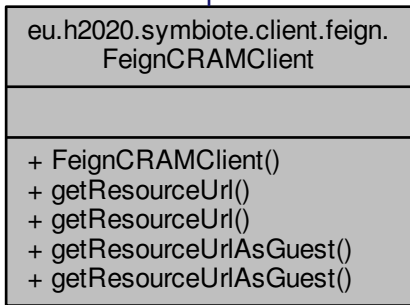 eu.h2020.symbiote.client.feign.
FeignCRAMClient
+ FeignCRAMClient()
+ getResourceUrl()
+ getResourceUrl()
+ getResourceUrlAsGuest()
+ getResourceUrlAsGuest()